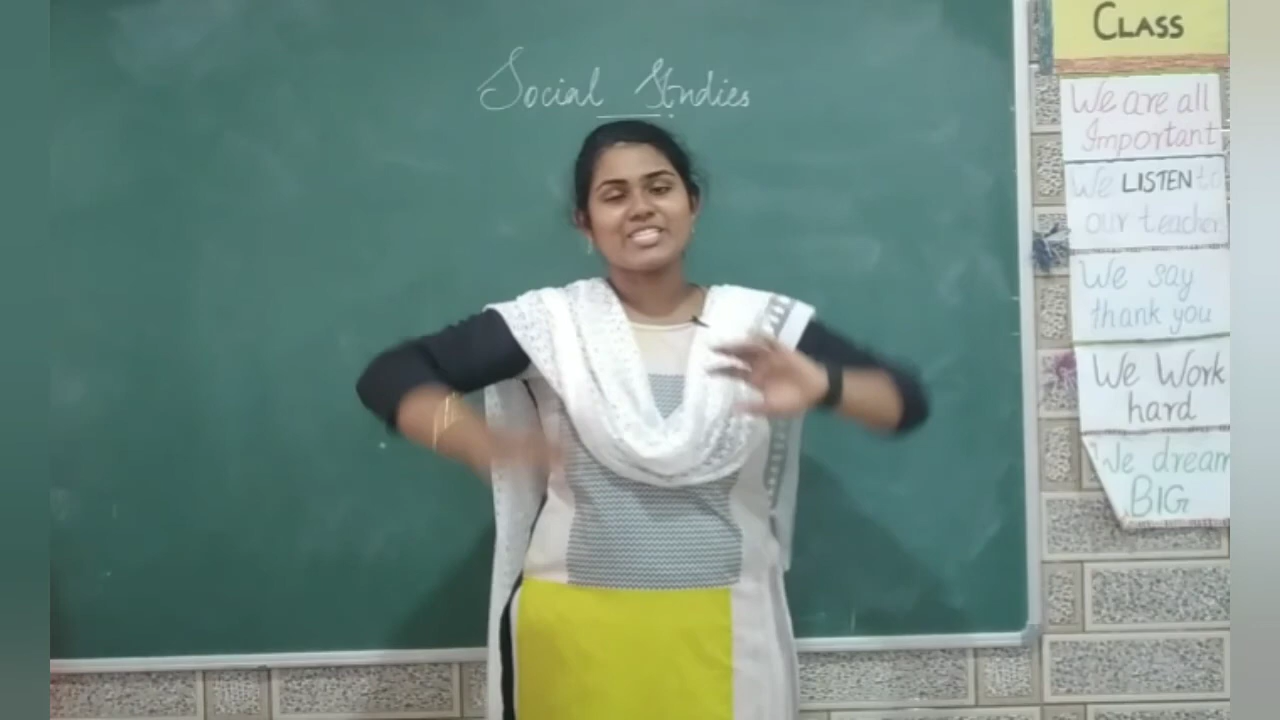 Social Studies
CLASS
We are all
Important
We LISTEN to
our teacher
We say
thank you
We Work
hard
We dream
BIG